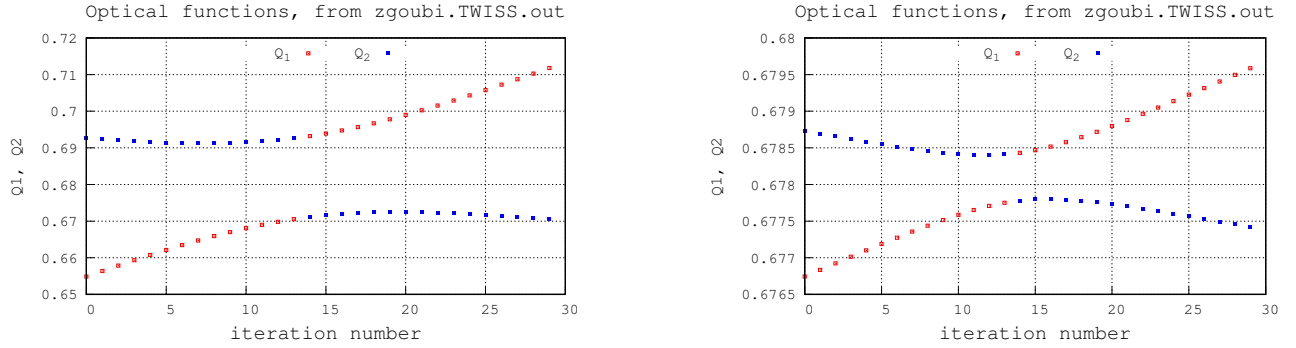 Optical functions, from zgoubi.TWISS.out
Q1 Q2
0.72
0.71
0.7
0.69
0.68
0.67
0.66
0.65
Q1, Q2
0 5 10 15 20 25 30
iteration number
Optical functions, from zgoubi.TWISS.out
Q1 Q2
0.68
0.6795
0.679
0.6785
0.678
0.6775
0.677
0.6765
Q1, Q2
0 5 10 15 20 25 30
iteration number